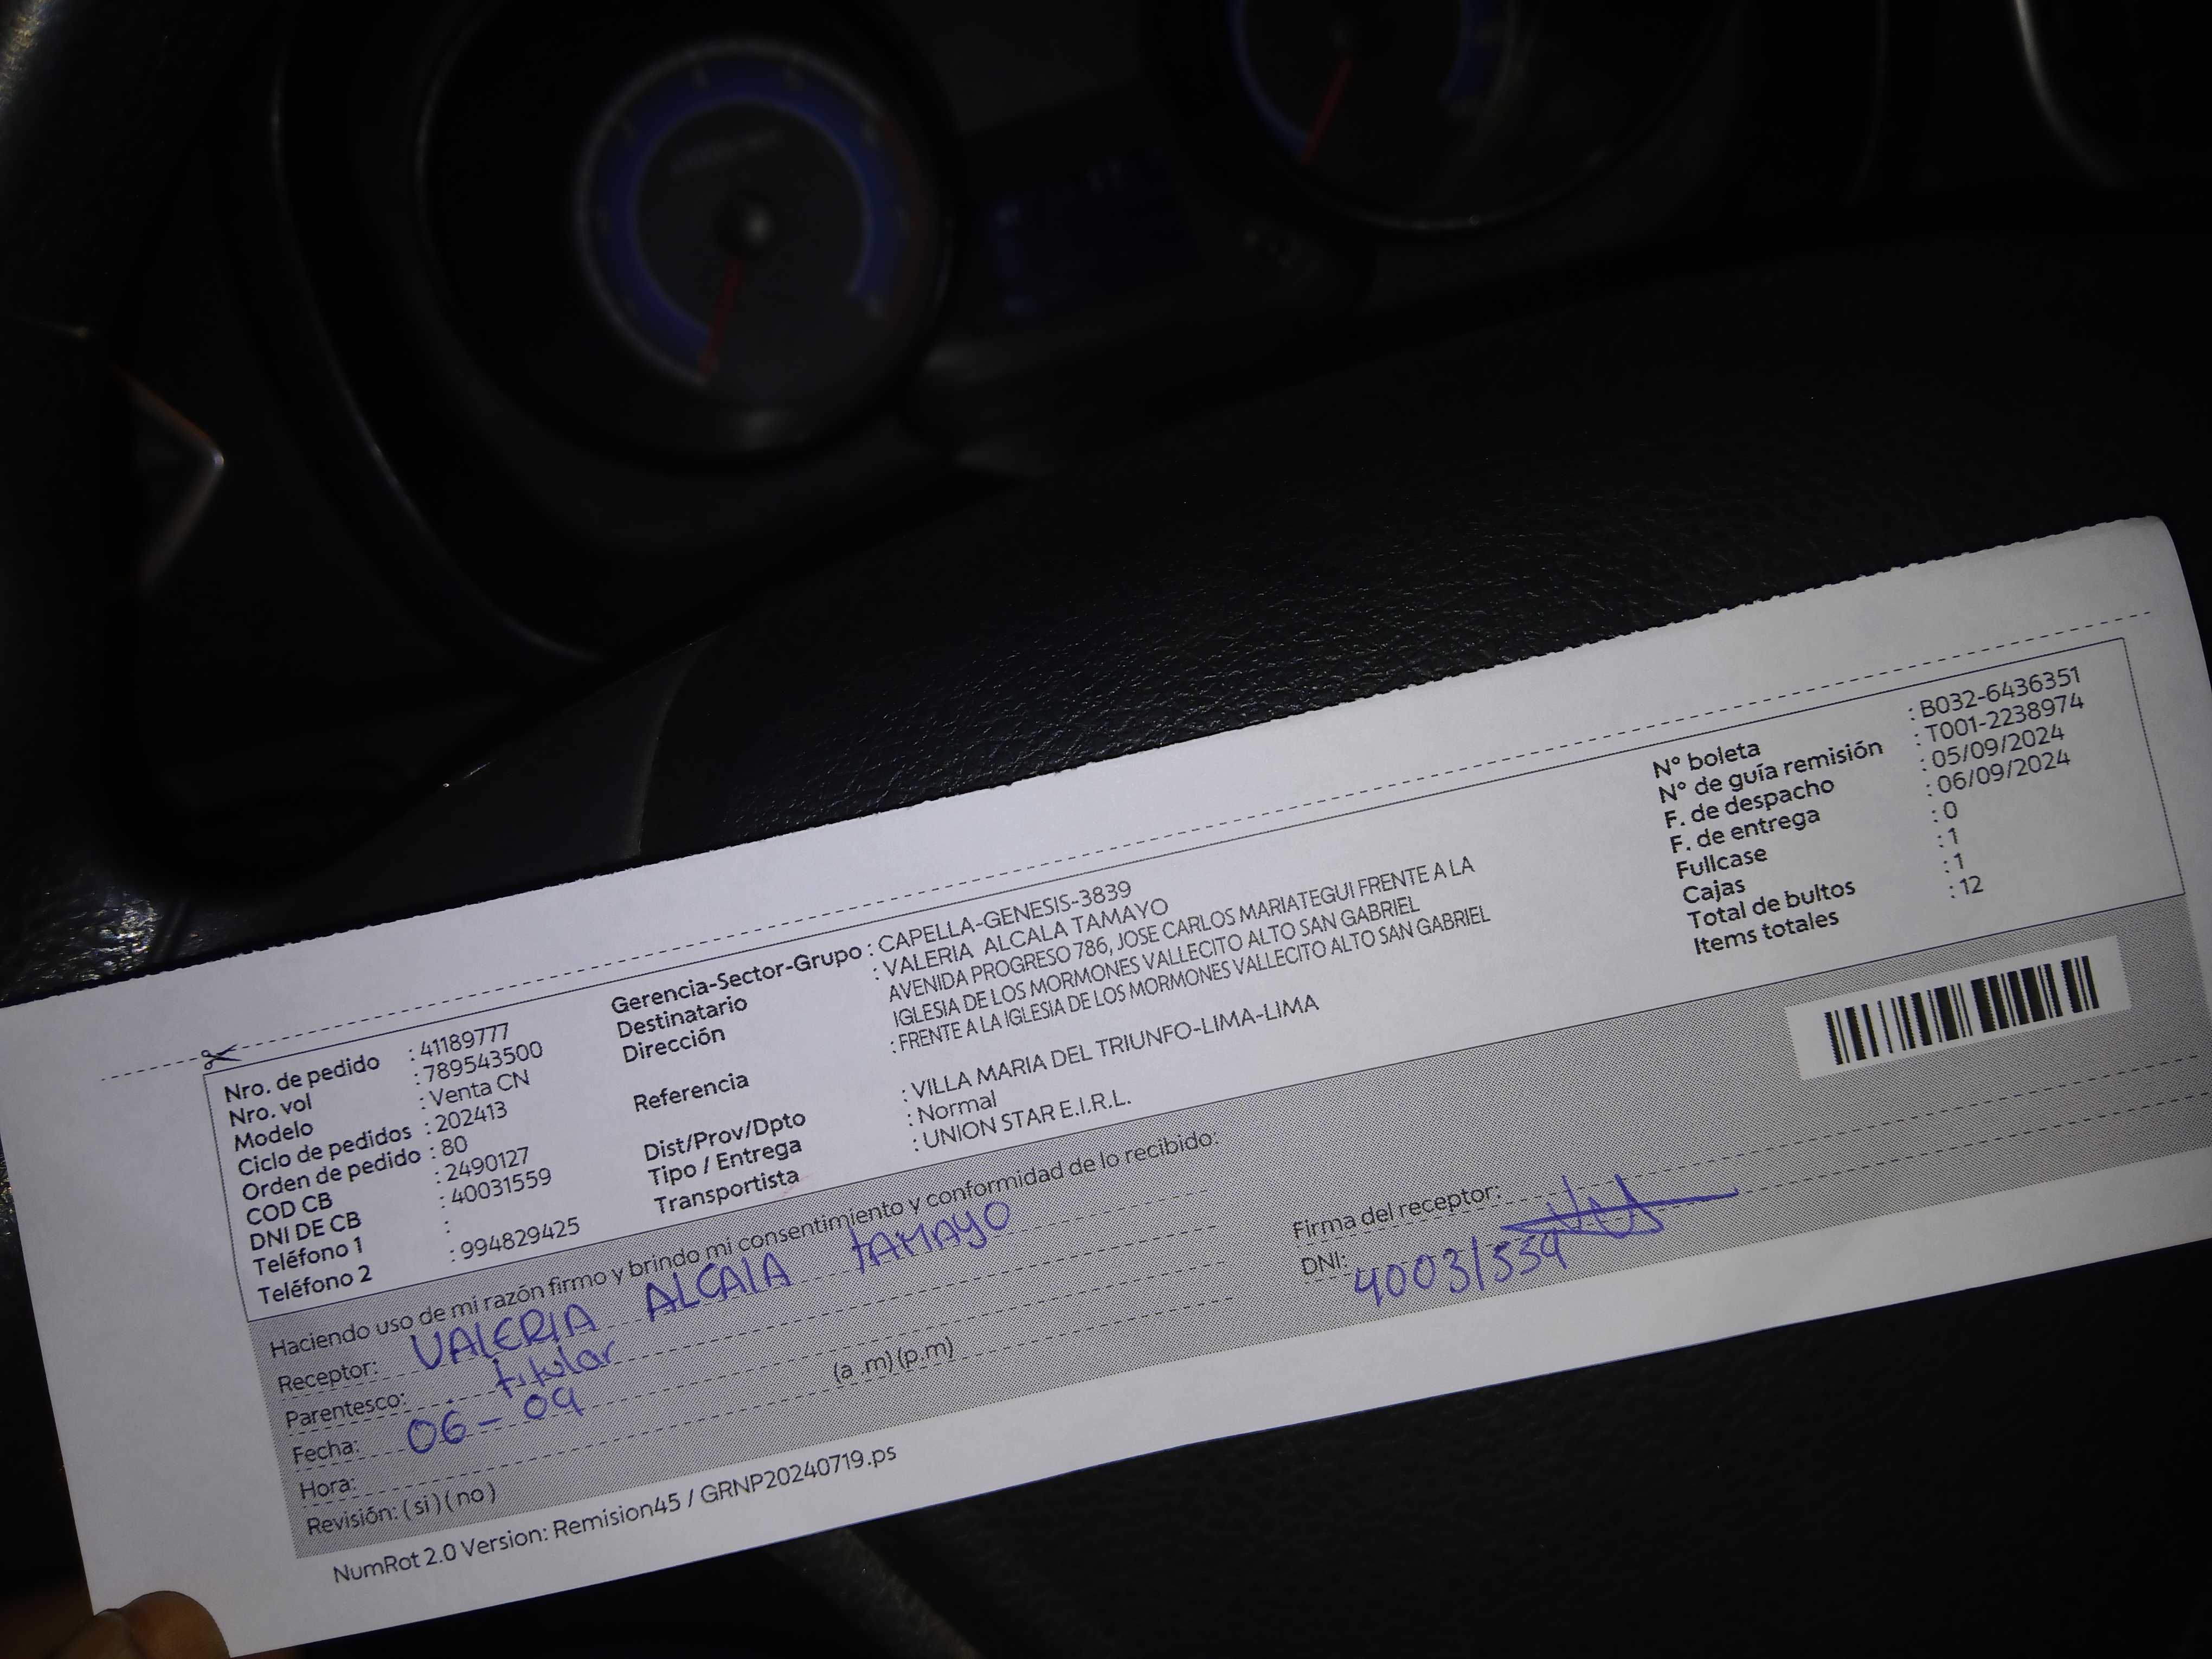 Nro. de pedido : 41189777
Nro. vol : 789543500
Modelo : Venta CN
Ciclo de pedidos : 202413
Orden de pedido : 80
COD CB : 2490127
DNI DE CB : 40031559
Teléfono 1 :
Teléfono 2 : 994829425
Gerencia-Sector-Grupo : CAPELLA-GENESIS-3839
Destinatario : VALERIA ALCALA TAMAYO
Dirección AVENIDA PROGRESO 786, JOSE CARLOS MARIATEGUI FRENTE A LA
IGLESIA DE LOS MORMONES VALLECITO ALTO SAN GABRIEL
Referencia : FRENTE A LA IGLESIA DE LOS MORMONES VALLECITO ALTO SAN GABRIEL
Dist/Prov/Dpto : VILLA MARIA DEL TRIUNFO-LIMA-LIMA
Tipo / Entrega : Normal
Transportista : UNION STAR E.I.R.L.
N° boleta : B032-6436351
N° de guía remisión : T001-2238974
F. de despacho : 05/09/2024
F. de entrega : 06/09/2024
Fullcase : 0
Cajas : 1
Total de bultos : 1
Items totales : 12
Haciendo uso de mi razón firmo y brindo mi consentimiento y conformidad de lo recibido:
Receptor: VALERIA ALCALA TAMAYO
Parentesco: titular
Fecha: 06-09
Hora: (a .m) (p.m)
Revisión: ( si ) ( no )
Firma del receptor:
DNI: 40031559
NumRot 2.0 Version: Remision45 / GRNP20240719.ps